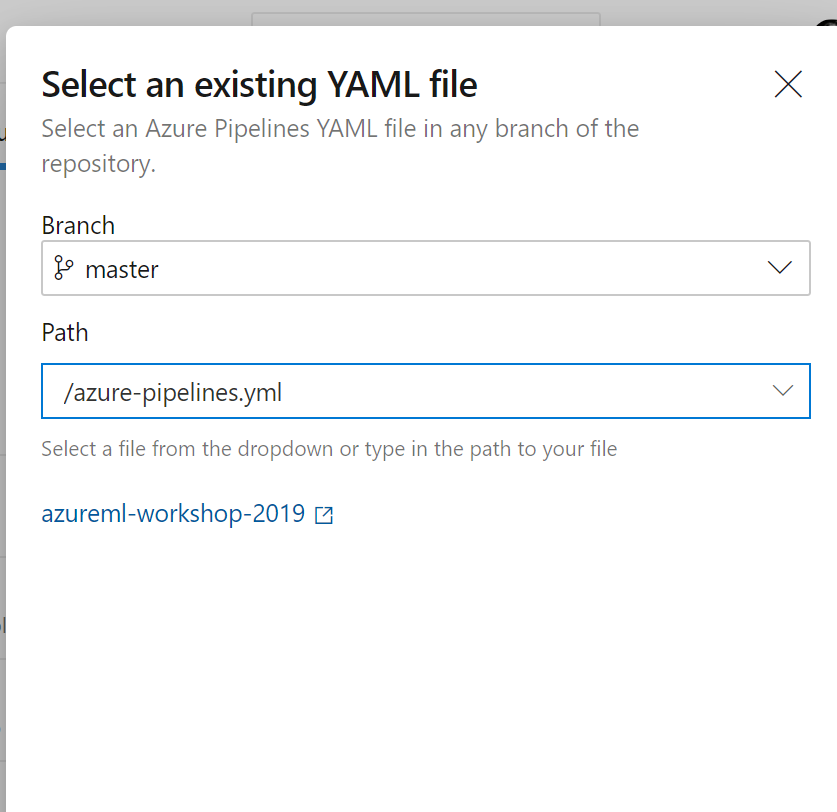 Select an existing YAML file
Select an Azure Pipelines YAML file in any branch of the
repository.
Branch
master
Path
/azure-pipelines.yml
Select a file from the dropdown or type in the path to your file
azureml-workshop-2019